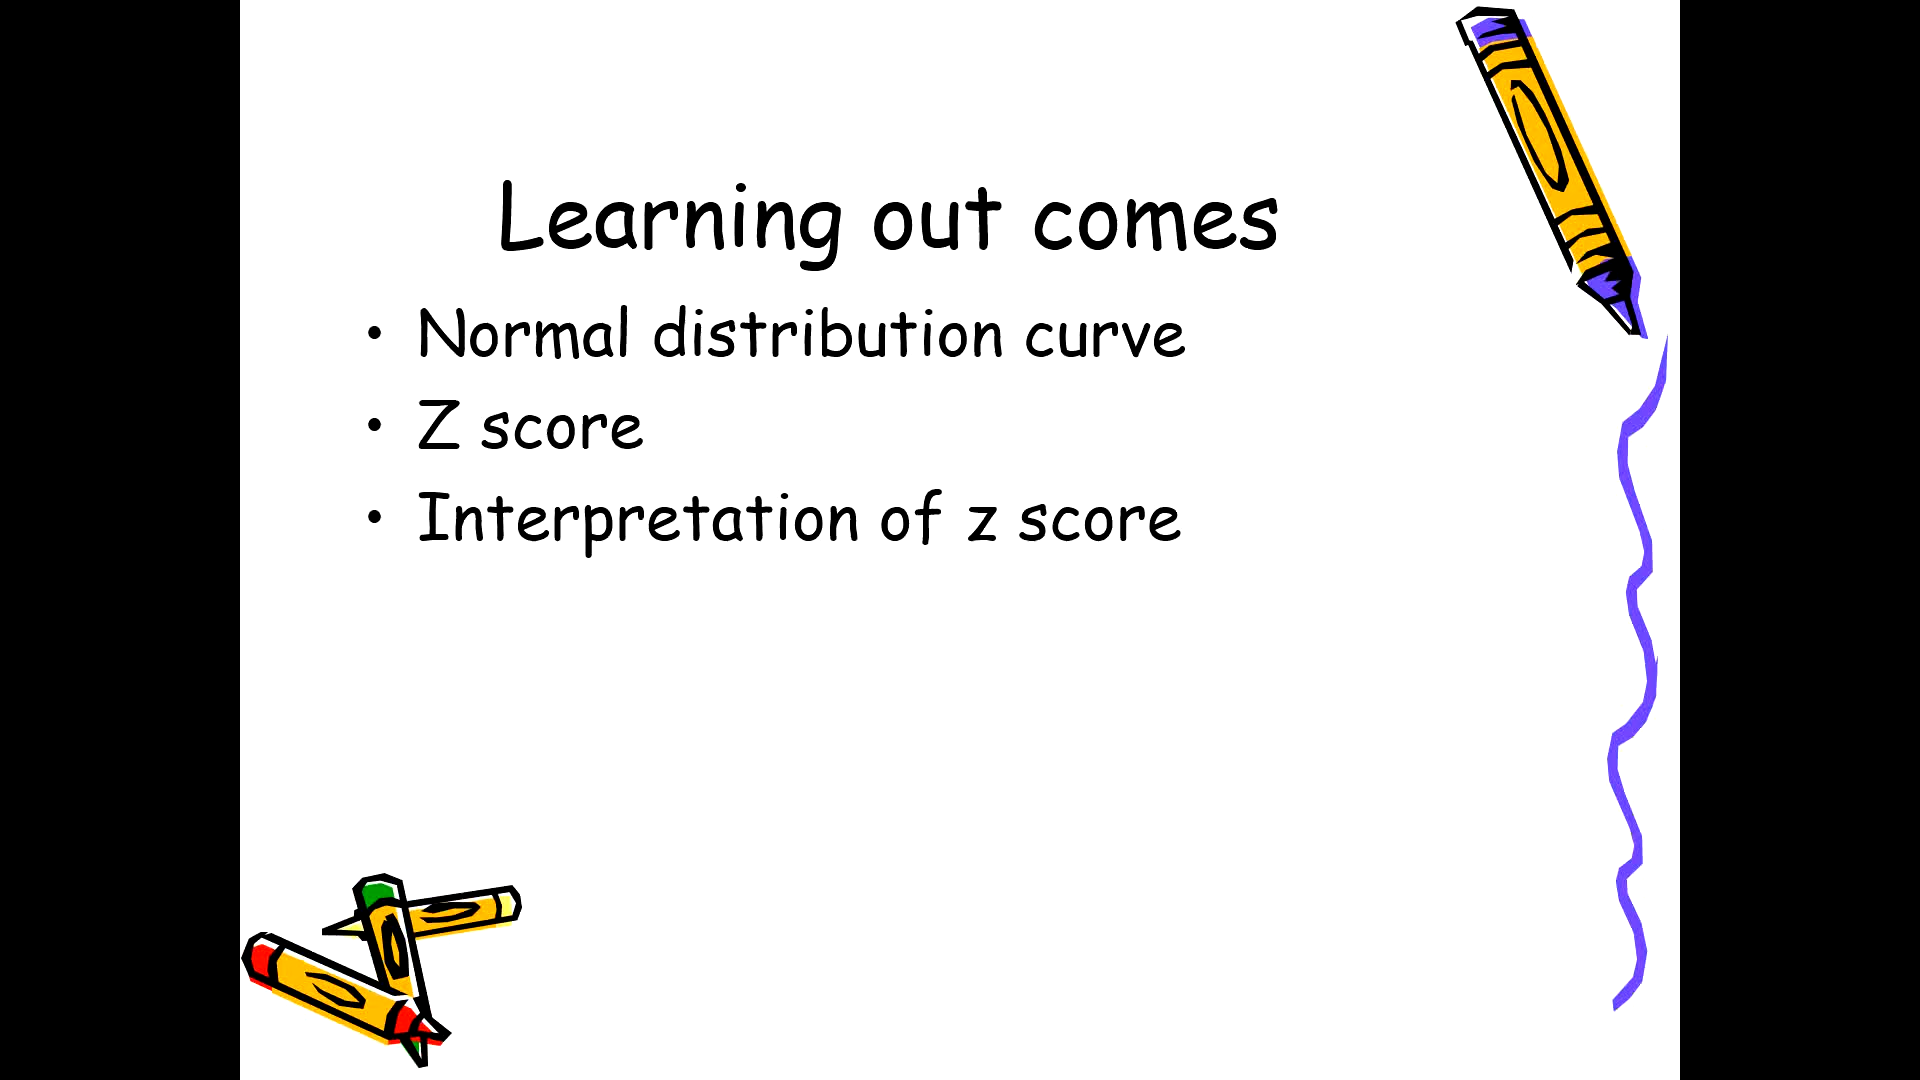 Learning out comes
• Normal distribution curve
• Z score
• Interpretation of z score